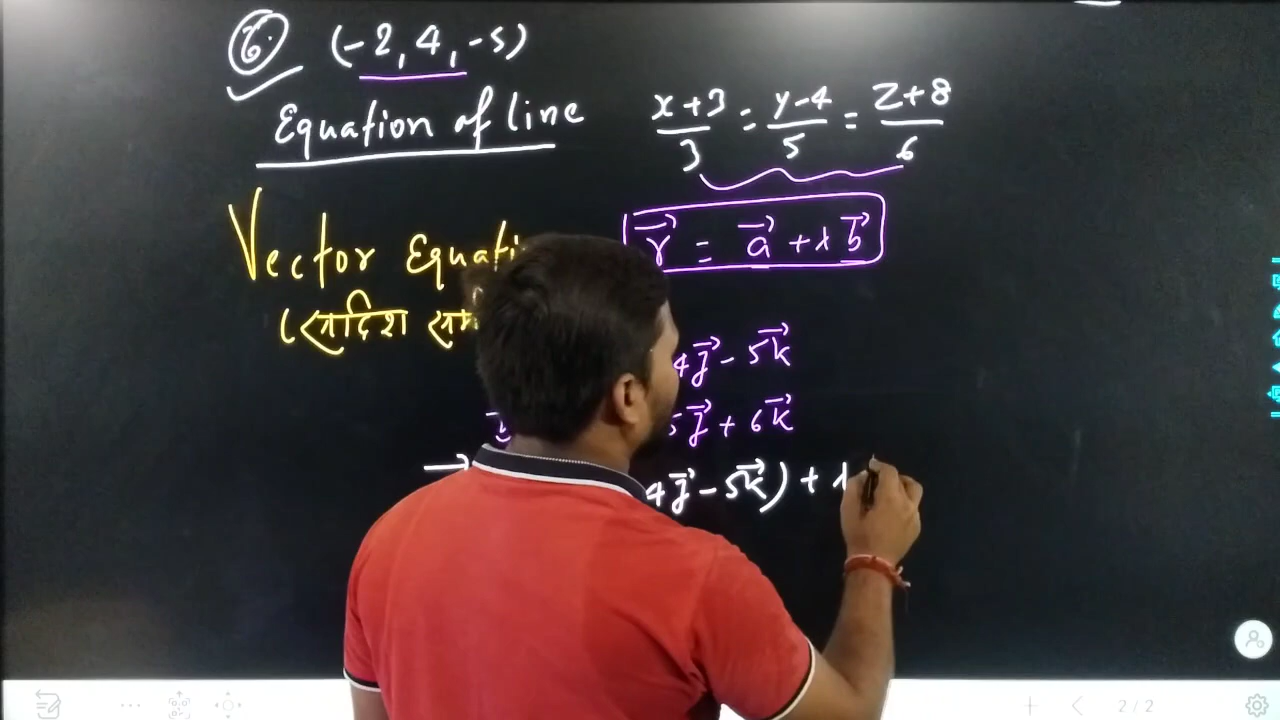 6. (-2, 4, -5)
Equation of line
x+3/3 = y-4/5 = z+8/6
Vector
r⃗ = a⃗ + λb⃗
(सदिश
4j⃗ - 5k⃗
5j⃗ + 6k⃗
4j⃗ - 5k⃗) + λ
2/2